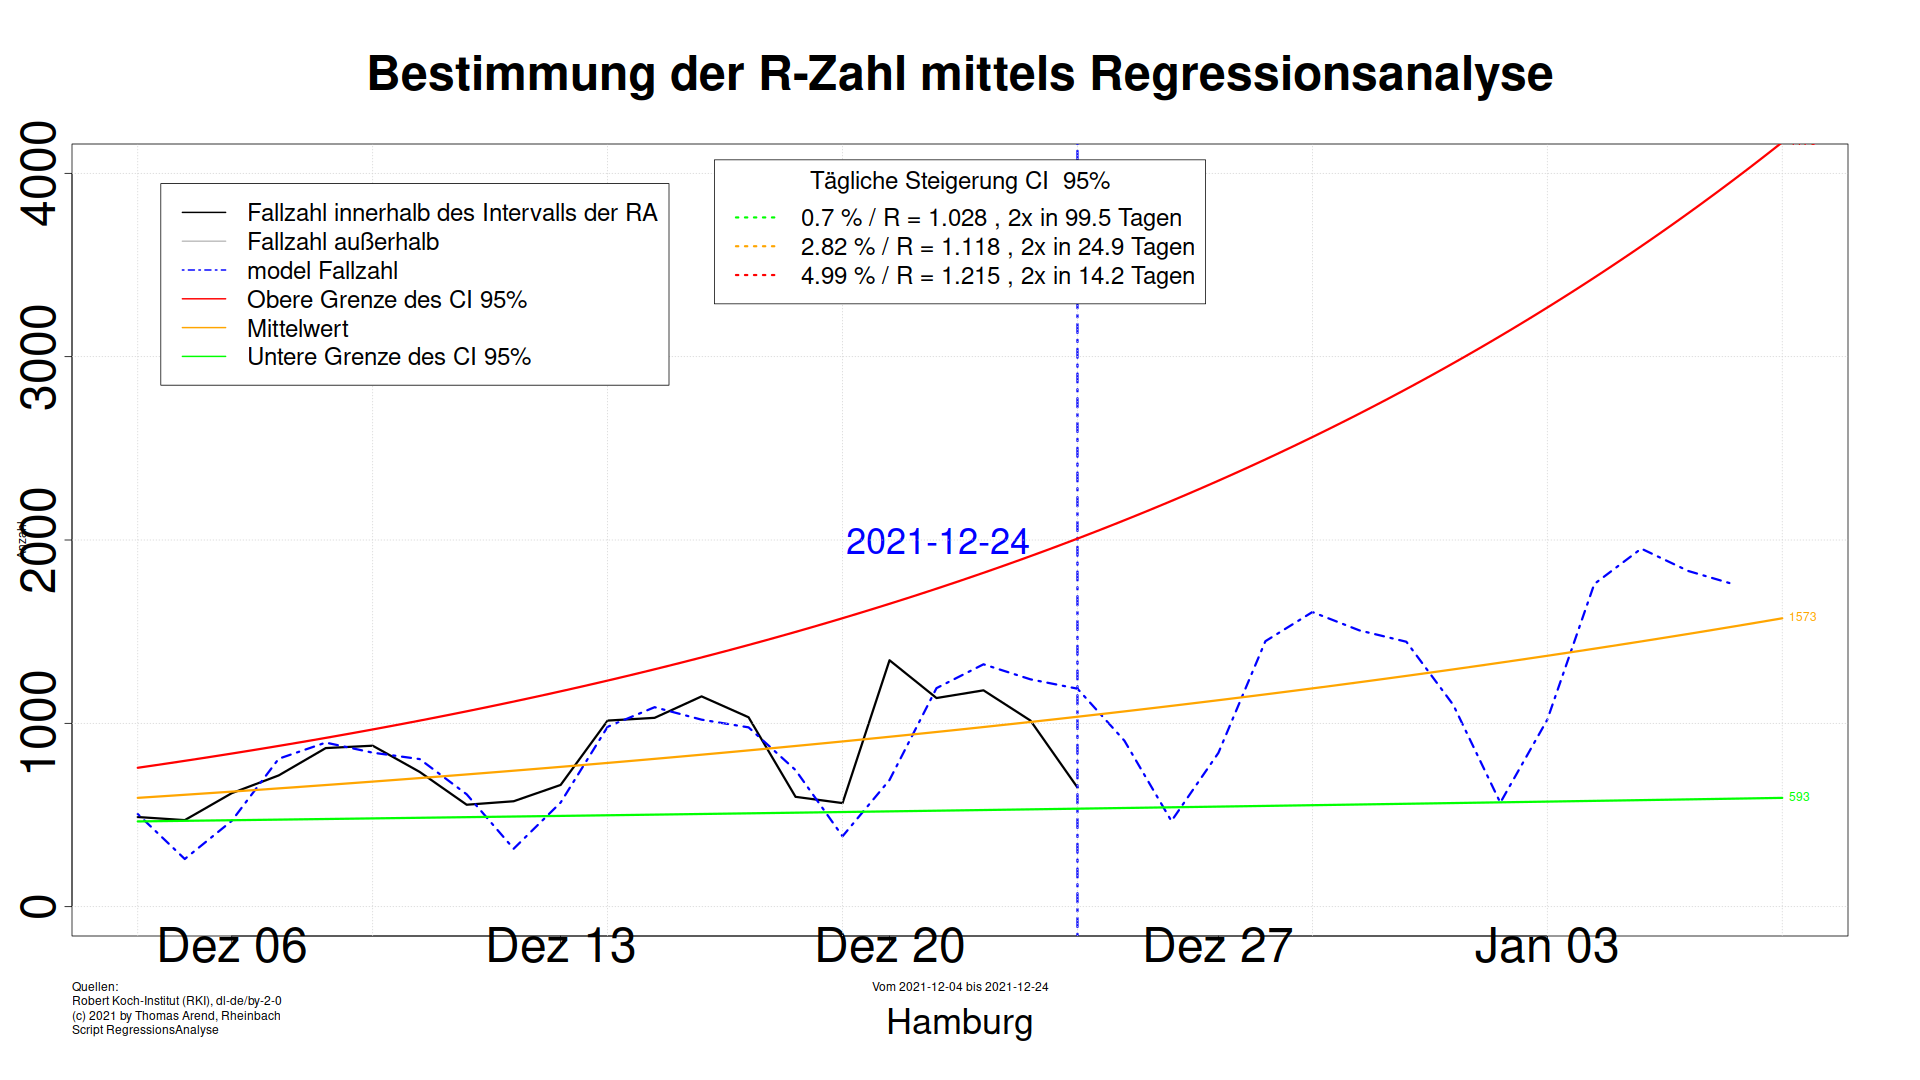 Bestimmung der R-Zahl mittels Regressionsanalyse
4000
3000
2000
1000
0
Anzahl
Fallzahl innerhalb des Intervalls der RA
Fallzahl außerhalb
model Fallzahl
Obere Grenze des CI 95%
Mittelwert
Untere Grenze des CI 95%
Tägliche Steigerung CI 95%
0.7 % / R = 1.028 , 2x in 99.5 Tagen
2.82 % / R = 1.118 , 2x in 24.9 Tagen
4.99 % / R = 1.215 , 2x in 14.2 Tagen
2021-12-24
1573
593
Dez 06
Dez 13
Dez 20
Dez 27
Jan 03
Quellen:
Robert Koch-Institut (RKI), dl-de/by-2-0
(c) 2021 by Thomas Arend, Rheinbach
Script RegressionsAnalyse
Vom 2021-12-04 bis 2021-12-24
Hamburg